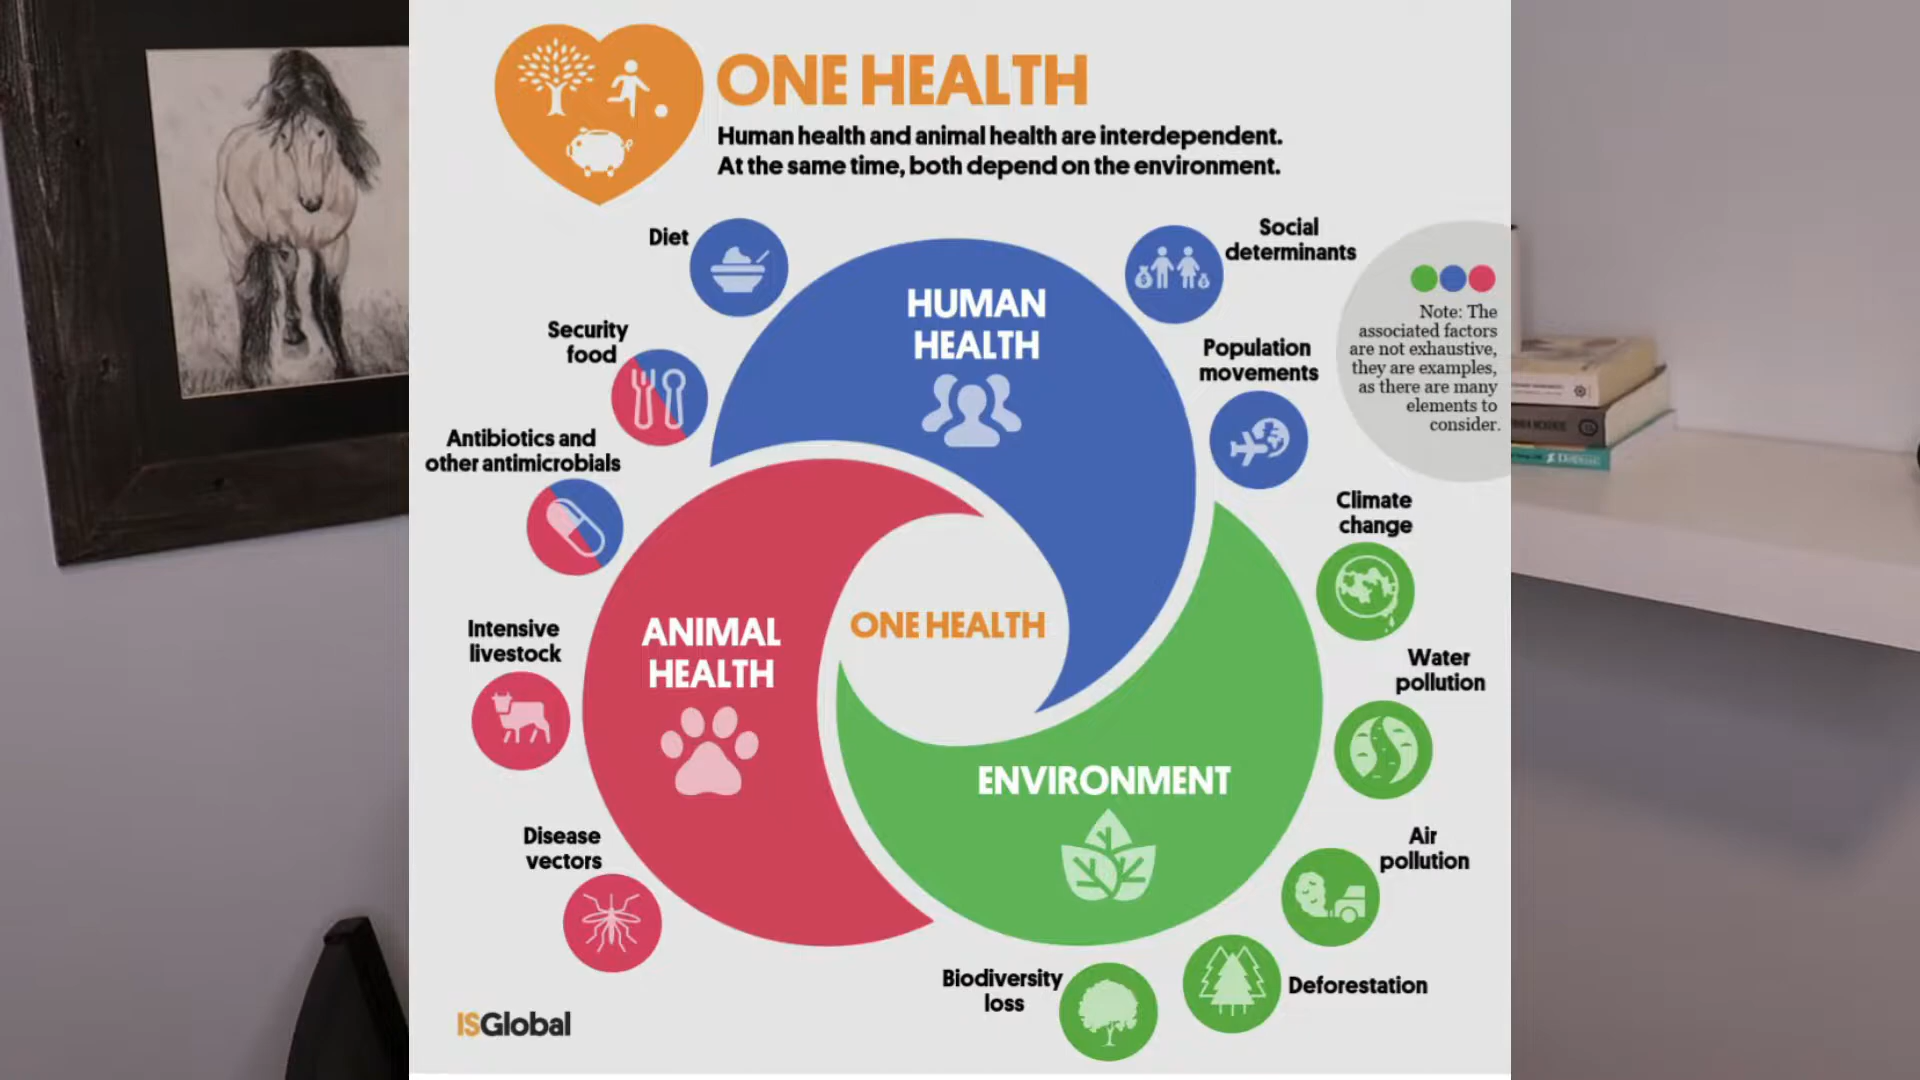 ONE HEALTH
Human health and animal health are interdependent.
At the same time, both depend on the environment.
Diet
Social
determinants
Security
food
Population
movements
Note: The
associated factors
are not exhaustive,
they are examples,
as there are many
elements to
consider.
HUMAN
HEALTH
Antibiotics and
other antimicrobials
Climate
change
Intensive
livestock
ANIMAL
HEALTH
ONE HEALTH
Water
pollution
ENVIRONMENT
Disease
vectors
Air
pollution
Biodiversity
loss
Deforestation
ISGlobal